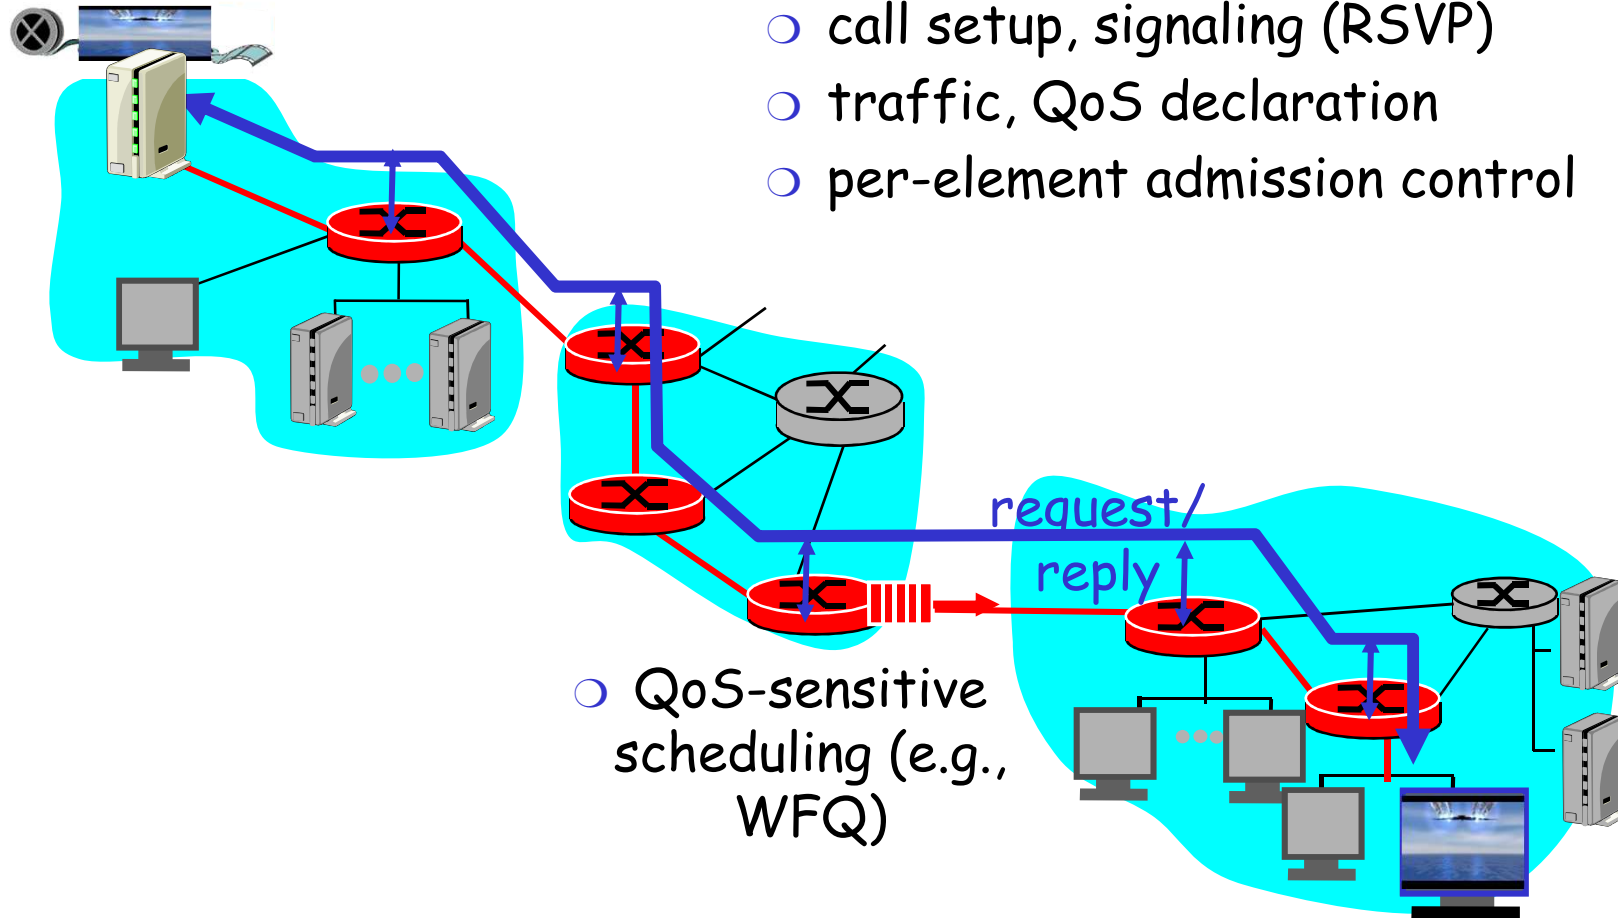 call setup, signaling (RSVP)
traffic, QoS declaration
per-element admission control
request/
reply
QoS-sensitive
scheduling (e.g.,
WFQ)